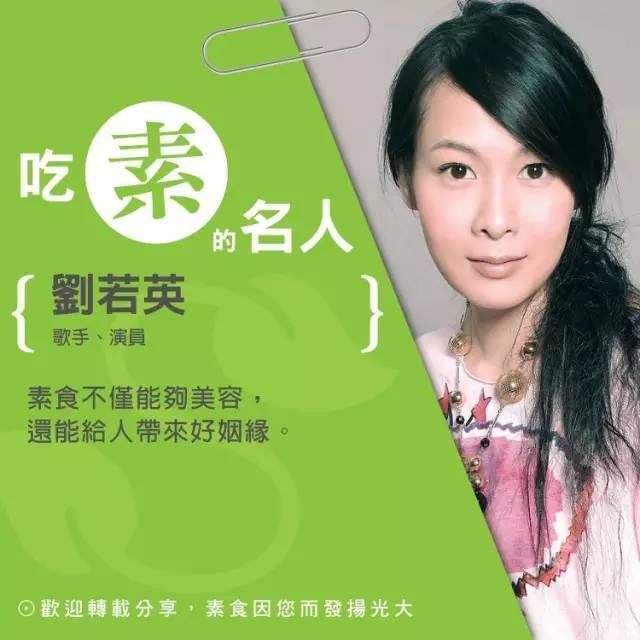 吃素的名人
{劉若英}
歌手、演員
素食不僅能夠美容，
還能給人帶來好姻緣。
⊙歡迎轉載分享，素食因您而發揚光大